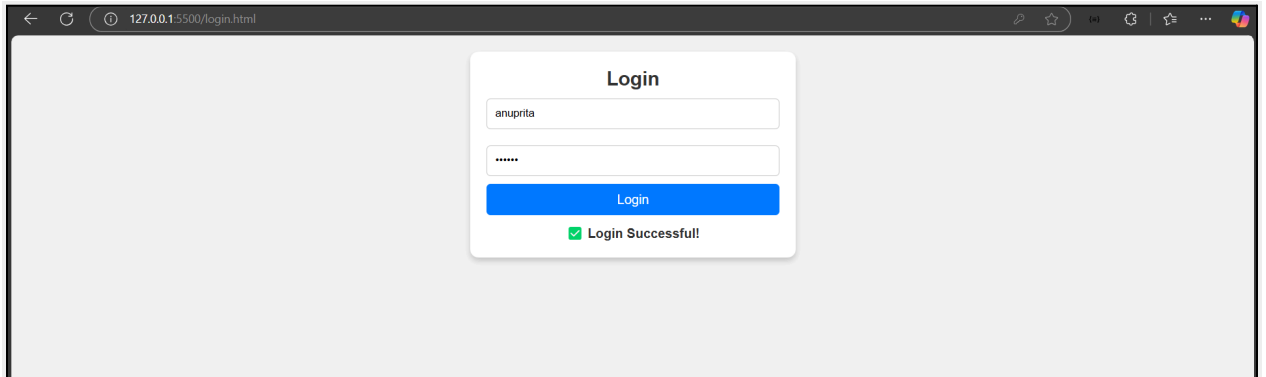 127.0.0.1:5500/login.html
Login
anuprita
••••••
Login
✅ Login Successful!